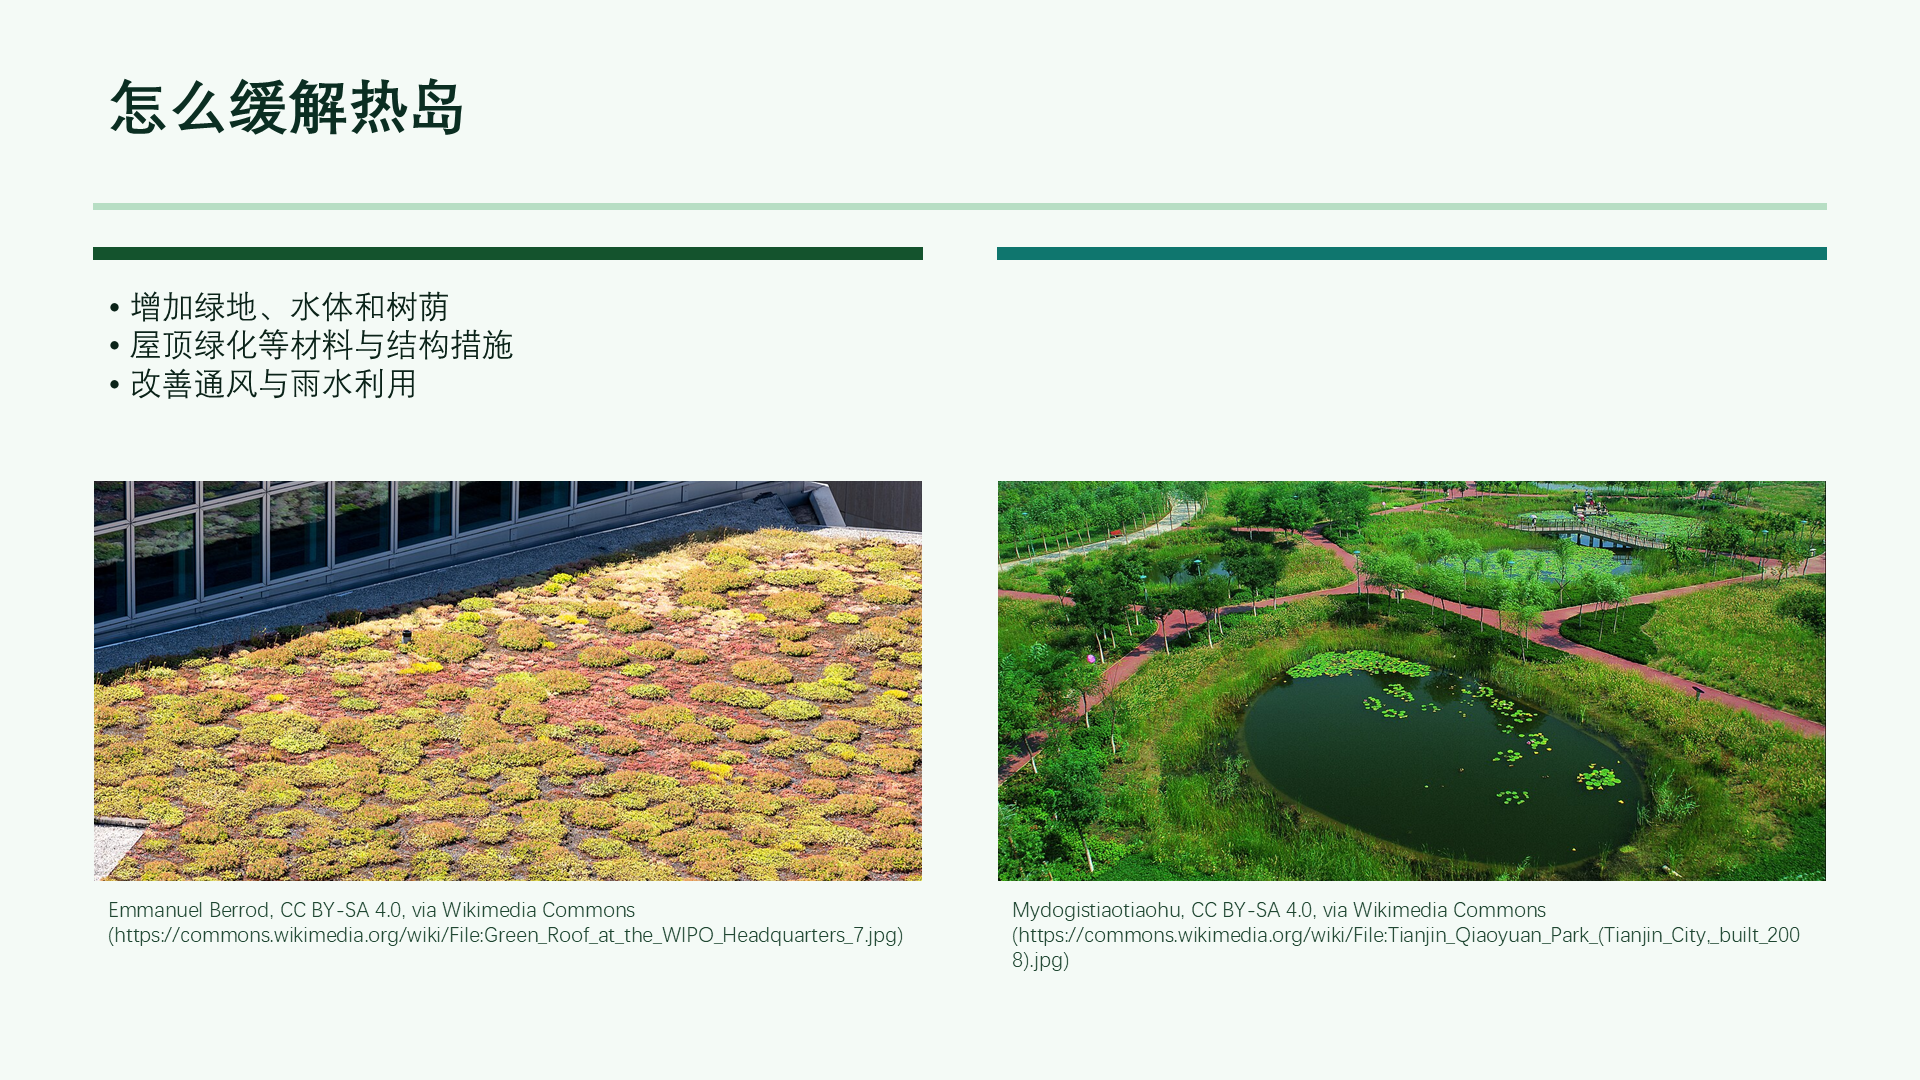 怎么缓解热岛
• 增加绿地、水体和树荫
• 屋顶绿化等材料与结构措施
• 改善通风与雨水利用
Emmanuel Berrod, CC BY-SA 4.0, via Wikimedia Commons
(https://commons.wikimedia.org/wiki/File:Green_Roof_at_the_WIPO_Headquarters_7.jpg)
Mydogistiaotiaohu, CC BY-SA 4.0, via Wikimedia Commons
(https://commons.wikimedia.org/wiki/File:Tianjin_Qiaoyuan_Park_(Tianjin_City,_built_200
8).jpg)